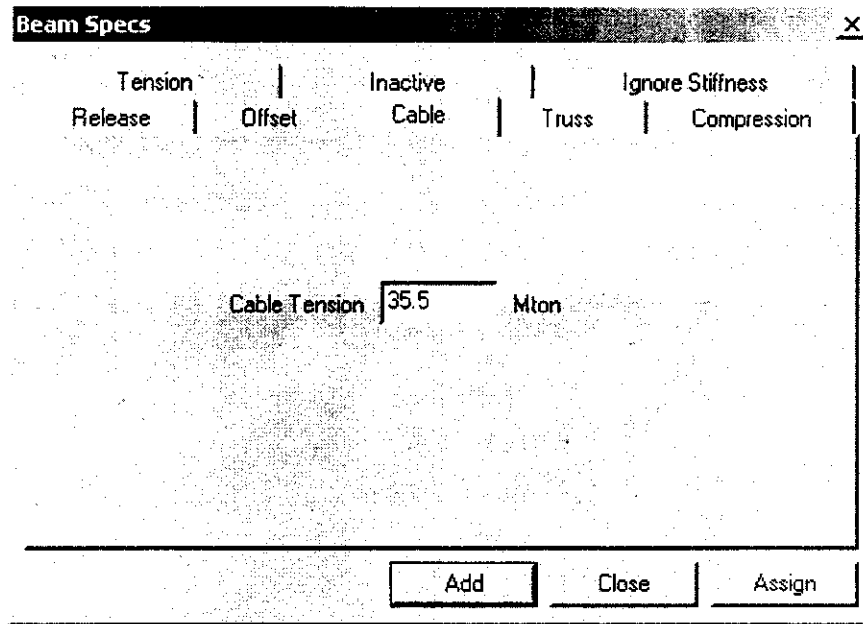 Beam Specs
Tension Inactive Ignore Stiffness
Release Offset Cable Truss Compression
Cable Tension 35.5 Mton
Add Close Assign